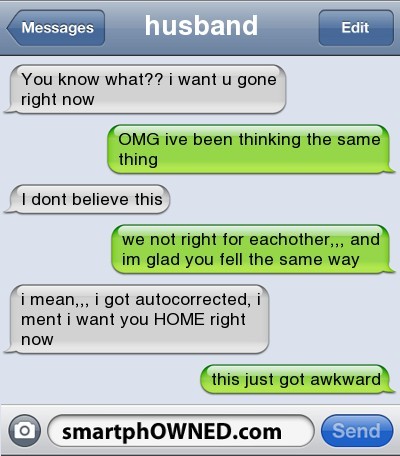 Messages
husband
Edit
You know what?? i want u gone
right now
OMG ive been thinking the same
thing
I dont believe this
we not right for eachother,,, and
im glad you fell the same way
i mean,,, i got autocorrected, i
ment i want you HOME right
now
this just got awkward
smartphOWNED.com
Send